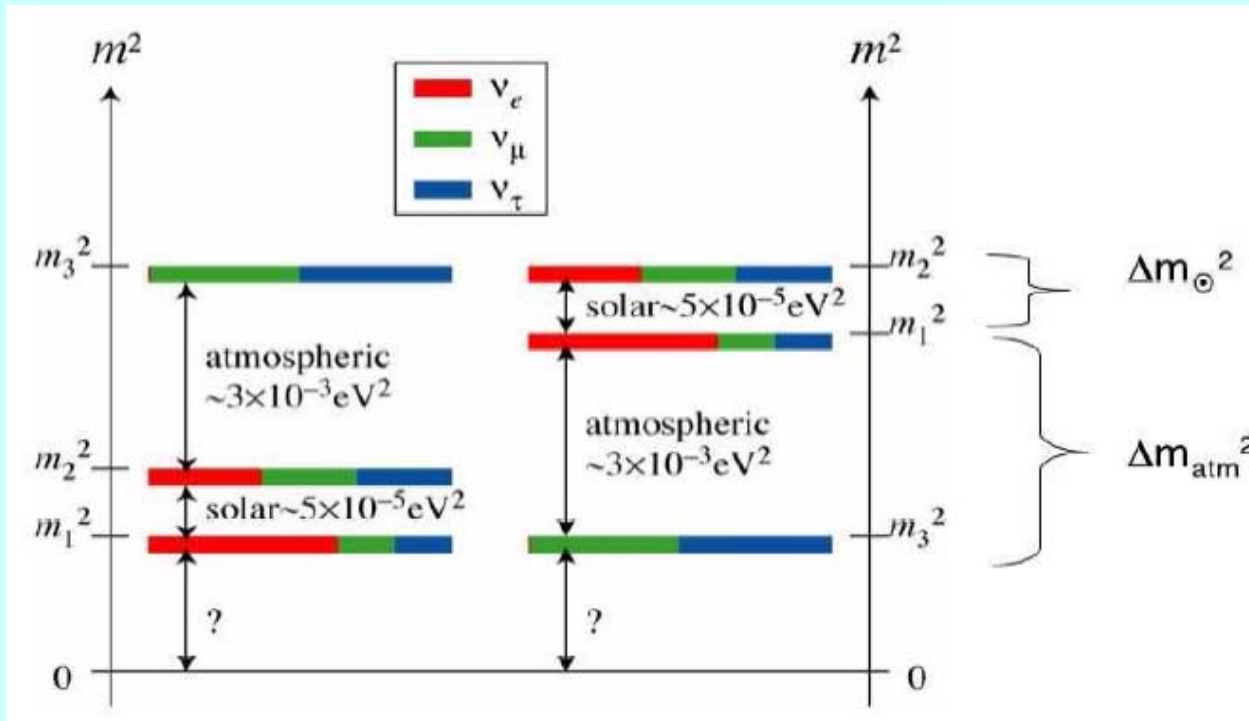 m²
m²
ν_e
ν_μ
ν_τ
m₃²
m₂²
solar~5×10⁻⁵eV²
m₁²
Δm_⊙²
atmospheric
~3×10⁻³eV²
atmospheric
~3×10⁻³eV²
Δm_atm²
m₂²
solar~5×10⁻⁵eV²
m₁²
m₃²
?
?
0
0